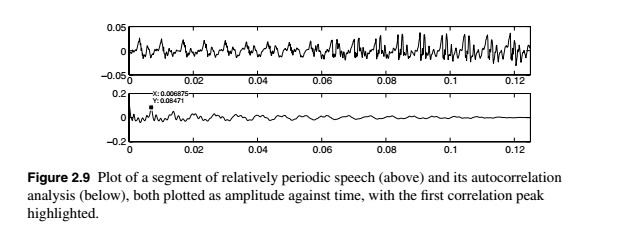 0.05
0
−0.05
0 0.02 0.04 0.06 0.08 0.1 0.12
X: 0.006875
Y: 0.08471
0.2
0
−0.2
0 0.02 0.04 0.06 0.08 0.1 0.12
Figure 2.9 Plot of a segment of relatively periodic speech (above) and its autocorrelation
analysis (below), both plotted as amplitude against time, with the first correlation peak
highlighted.